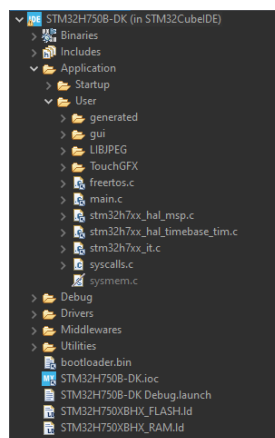 STM32H750B-DK (in STM32CubeIDE)
Binaries
Includes
Application
Startup
User
generated
gui
LIBJPEG
TouchGFX
freertos.c
main.c
stm32h7xx_hal_msp.c
stm32h7xx_hal_timebase_tim.c
stm32h7xx_it.c
syscalls.c
sysmem.c
Debug
Drivers
Middlewares
Utilities
bootloader.bin
STM32H750B-DK.ioc
STM32H750B-DK Debug.launch
STM32H750XBHX_FLASH.ld
STM32H750XBHX_RAM.ld